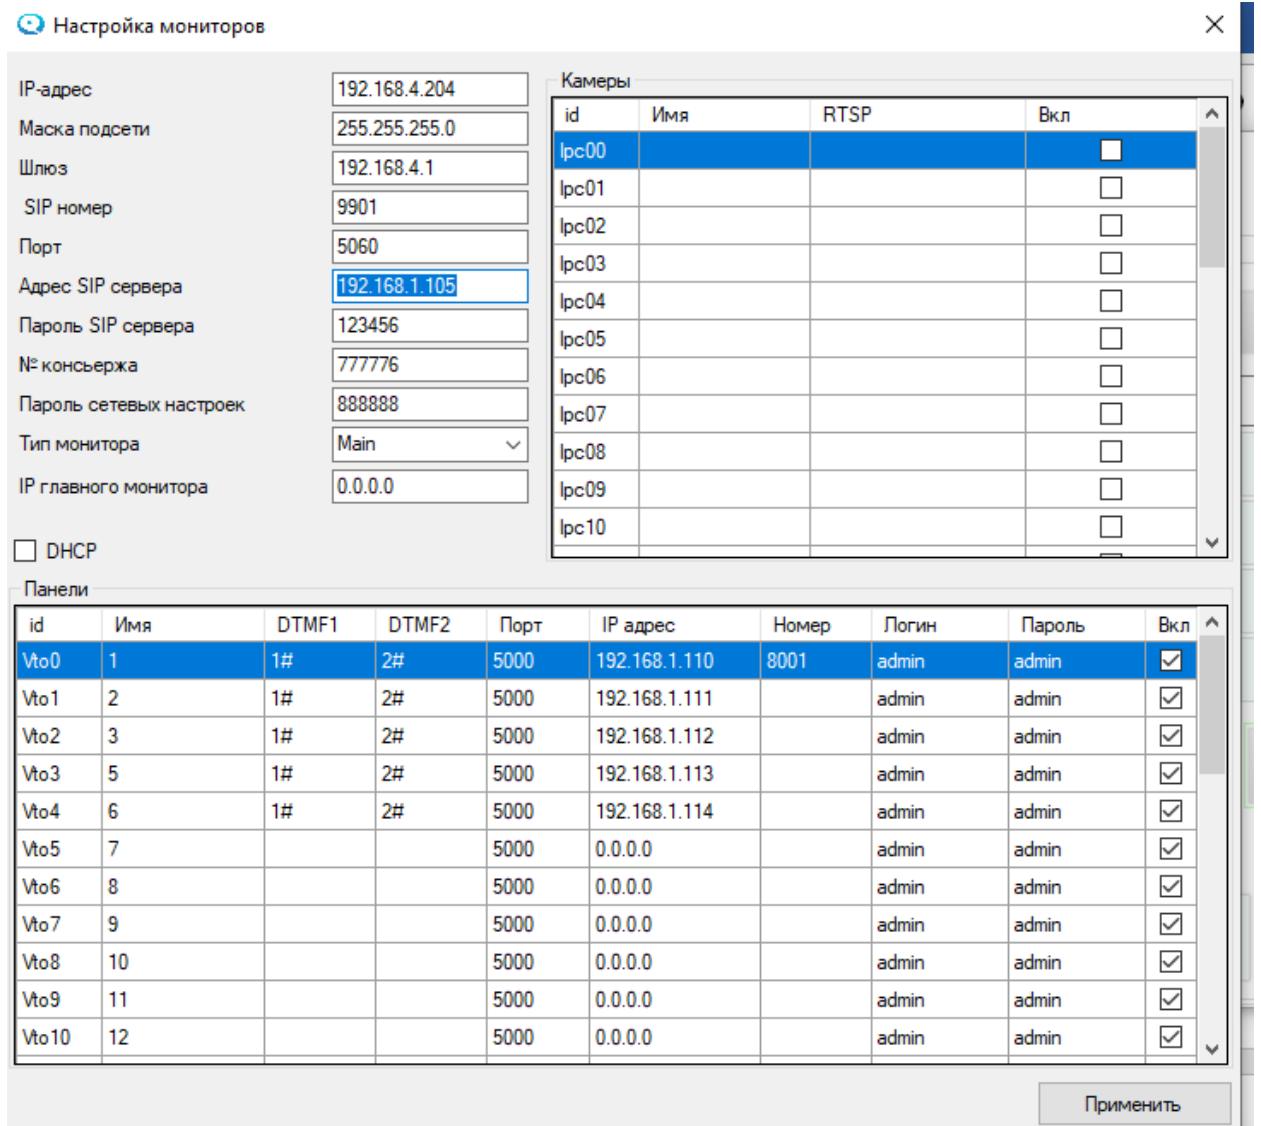 Настройка мониторов
IP-адрес 192.168.4.204
Маска подсети 255.255.255.0
Шлюз 192.168.4.1
SIP номер 9901
Порт 5060
Адрес SIP сервера 192.168.1.105
Пароль SIP сервера 123456
№ консьержа 777776
Пароль сетевых настроек 888888
Тип монитора Main
IP главного монитора 0.0.0.0
DHCP
Камеры
id Имя RTSP Вкл
Ipc00
Ipc01
Ipc02
Ipc03
Ipc04
Ipc05
Ipc06
Ipc07
Ipc08
Ipc09
Ipc10
Панели
id Имя DTMF1 DTMF2 Порт IP адрес Номер Логин Пароль Вкл
Vto0 1 1# 2# 5000 192.168.1.110 8001 admin admin
Vto1 2 1# 2# 5000 192.168.1.111 admin admin
Vto2 3 1# 2# 5000 192.168.1.112 admin admin
Vto3 5 1# 2# 5000 192.168.1.113 admin admin
Vto4 6 1# 2# 5000 192.168.1.114 admin admin
Vto5 7 5000 0.0.0.0 admin admin
Vto6 8 5000 0.0.0.0 admin admin
Vto7 9 5000 0.0.0.0 admin admin
Vto8 10 5000 0.0.0.0 admin admin
Vto9 11 5000 0.0.0.0 admin admin
Vto10 12 5000 0.0.0.0 admin admin
Применить